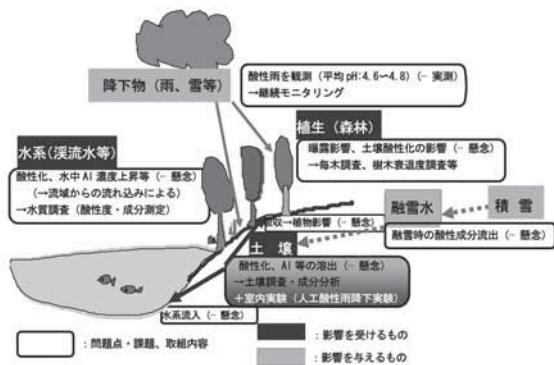 降下物（雨、雪等）
酸性雨を観測（平均 pH:4.6〜4.8）（－ 実測）
→継続モニタリング
植生（森林）
曝露影響、土壌酸性化の影響（－ 懸念）
→毎木調査、樹木衰退度調査等
水系（渓流水等）
酸性化、水中 Al 濃度上昇等（－ 懸念）
（→流域からの流れ込みによる）
→水質調査（酸性度・成分測定）
吸収→植物影響（－ 懸念）
融雪水
積 雪
融雪時の酸性成分流出（－ 懸念）
土 壌
酸性化、Al 等の溶出（－ 懸念）
→土壌調査・成分分析
＋室内実験（人工酸性雨降下実験）
水系流入（－ 懸念）
：問題点・課題、取組内容
：影響を受けるもの
：影響を与えるもの